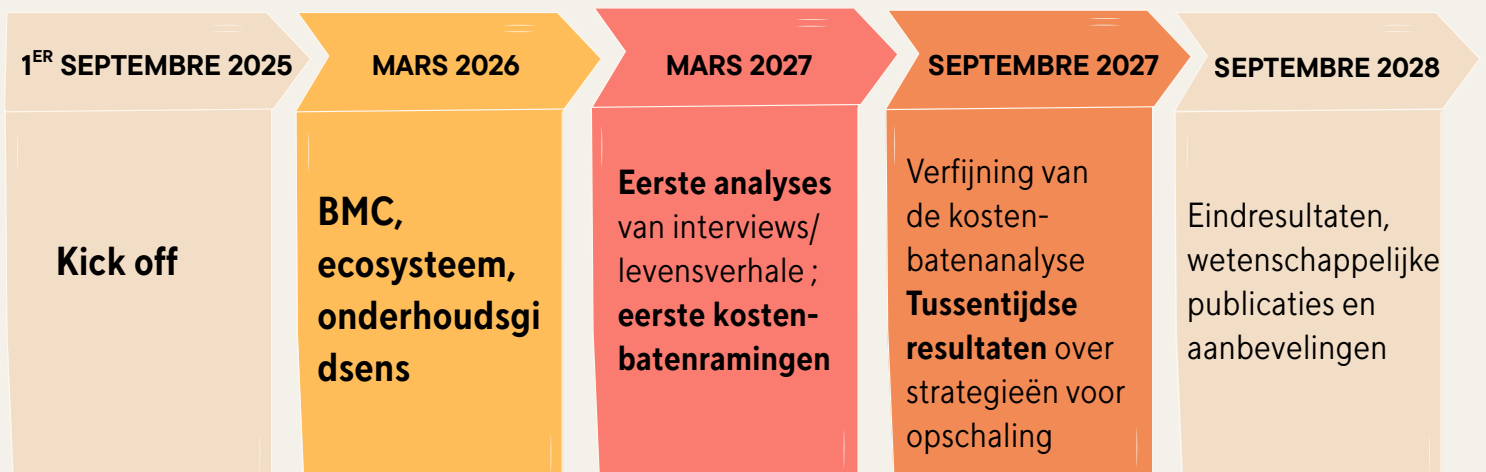 1ER SEPTEMBRE 2025
MARS 2026
MARS 2027
SEPTEMBRE 2027
SEPTEMBRE 2028
Kick off
BMC,
ecosysteem,
onderhoudsgi
dsens
Eerste analyses
van interviews/
levensverhale ;
eerste kosten-
batenramingen
Verfijning van
de kosten-
batenanalyse
Tussentijdse
resultaten over
strategieën voor
opschaling
Eindresultaten,
wetenschappelijke
publicaties en
aanbevelingen